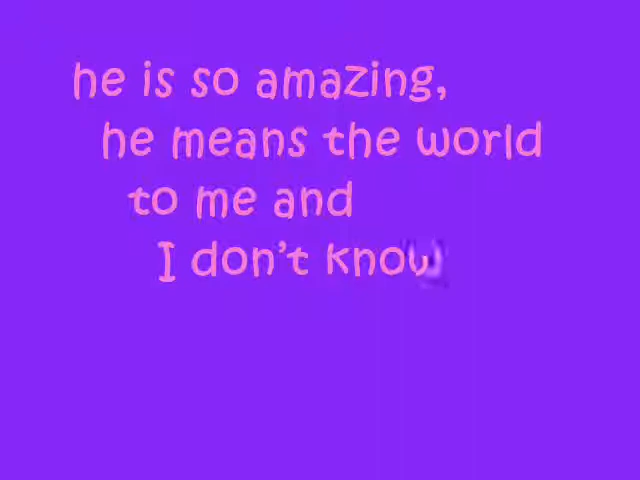 he is so amazing,
he means the world
to me and
I don't know